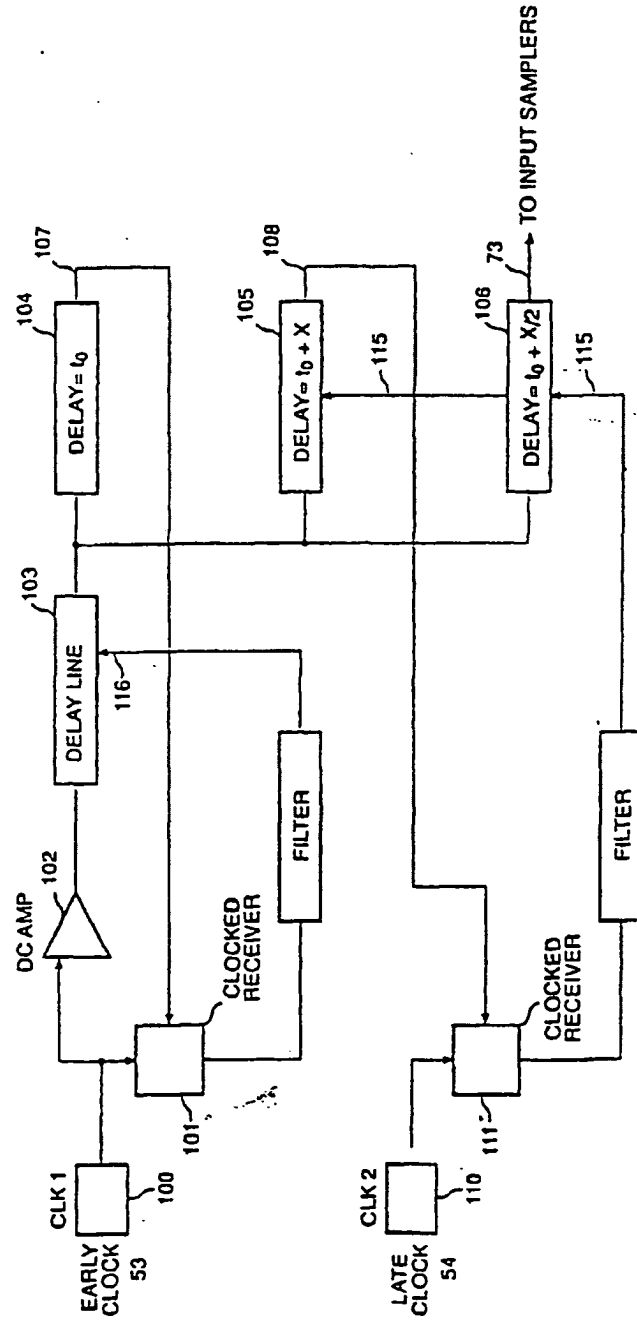 EARLY
CLOCK
53
CLK 1
100
DC AMP
102
101
CLOCKED
RECEIVER
FILTER
116
DELAY LINE
103
DELAY= t₀
104
107
LATE
CLOCK
54
CLK 2
110
111
CLOCKED
RECEIVER
FILTER
DELAY= t₀ + X
105
108
115
DELAY= t₀ + X/2
106
115
73
TO INPUT SAMPLERS